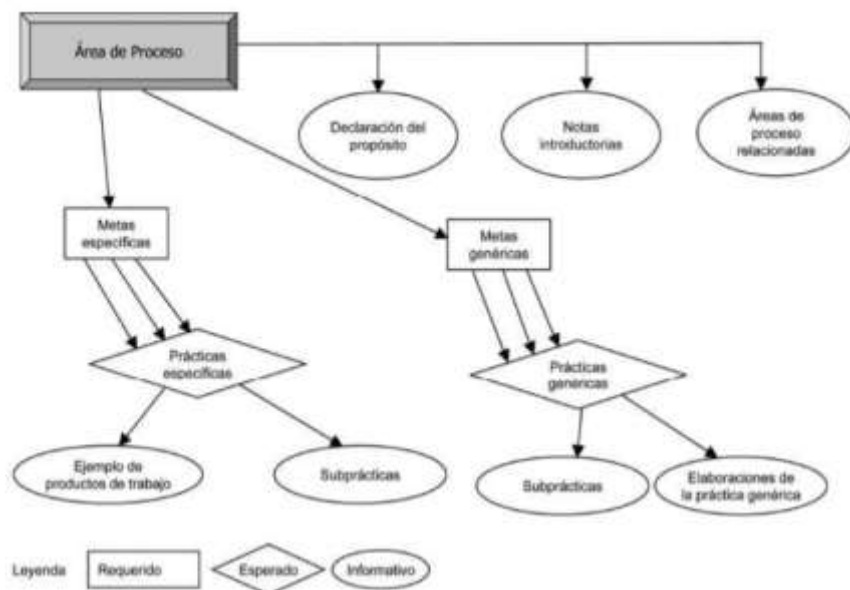 Área de Proceso
Declaración del
propósito
Notas
introductorias
Áreas de
proceso
relacionadas
Metas
específicas
Metas
genéricas
Prácticas
específicas
Prácticas
genéricas
Ejemplo de
productos de trabajo
Subprácticas
Subprácticas
Elaboraciones de
la práctica genérica
Leyenda
Requerido
Esperado
Informativo